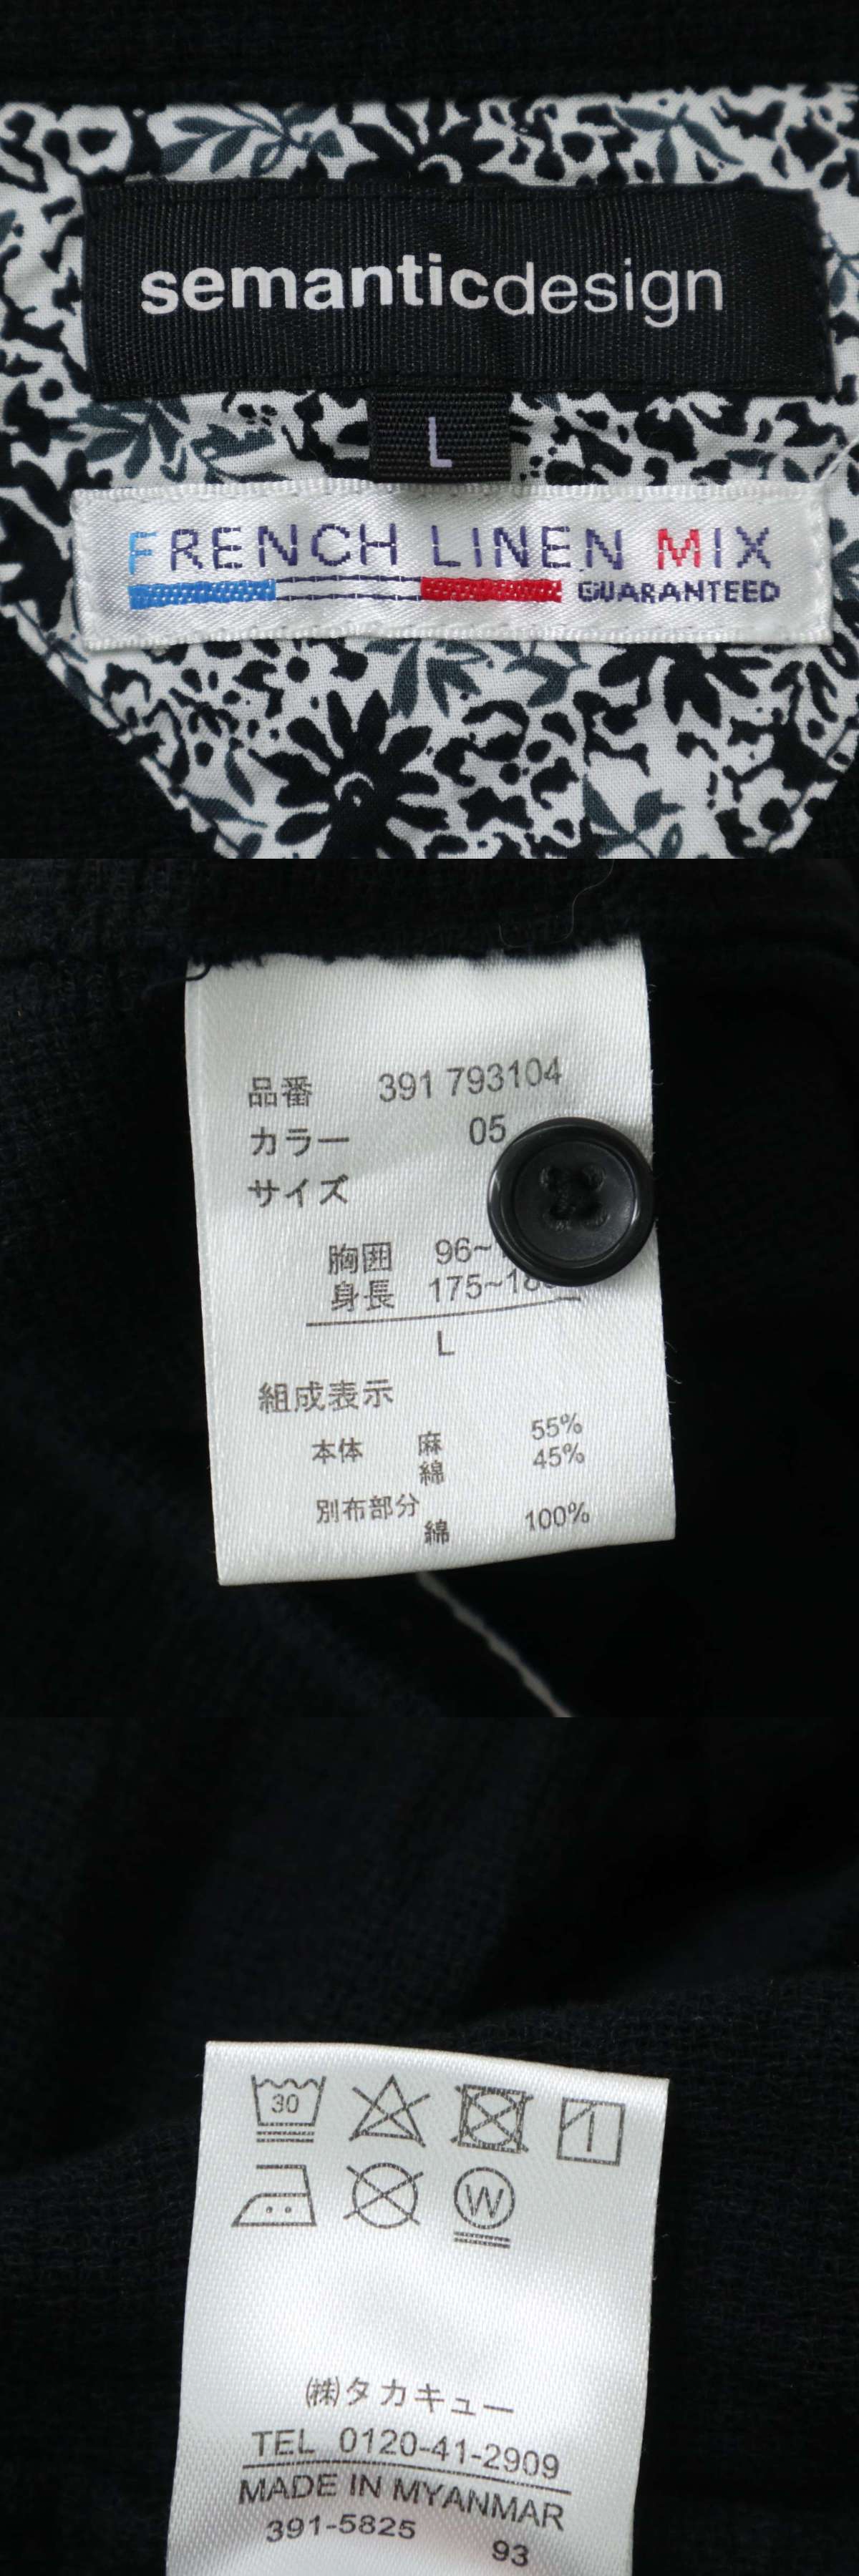 semanticdesign
L
FRENCH LINEN MIX
GUARANTEED
品番 391 793104
カラー 05
サイズ
胸囲 96~
身長 175~18
L
組成表示
本体 麻 55%
綿 45%
別布部分
綿 100%
30
W
㈱タカキュー
TEL 0120-41-2909
MADE IN MYANMAR
391-5825 93